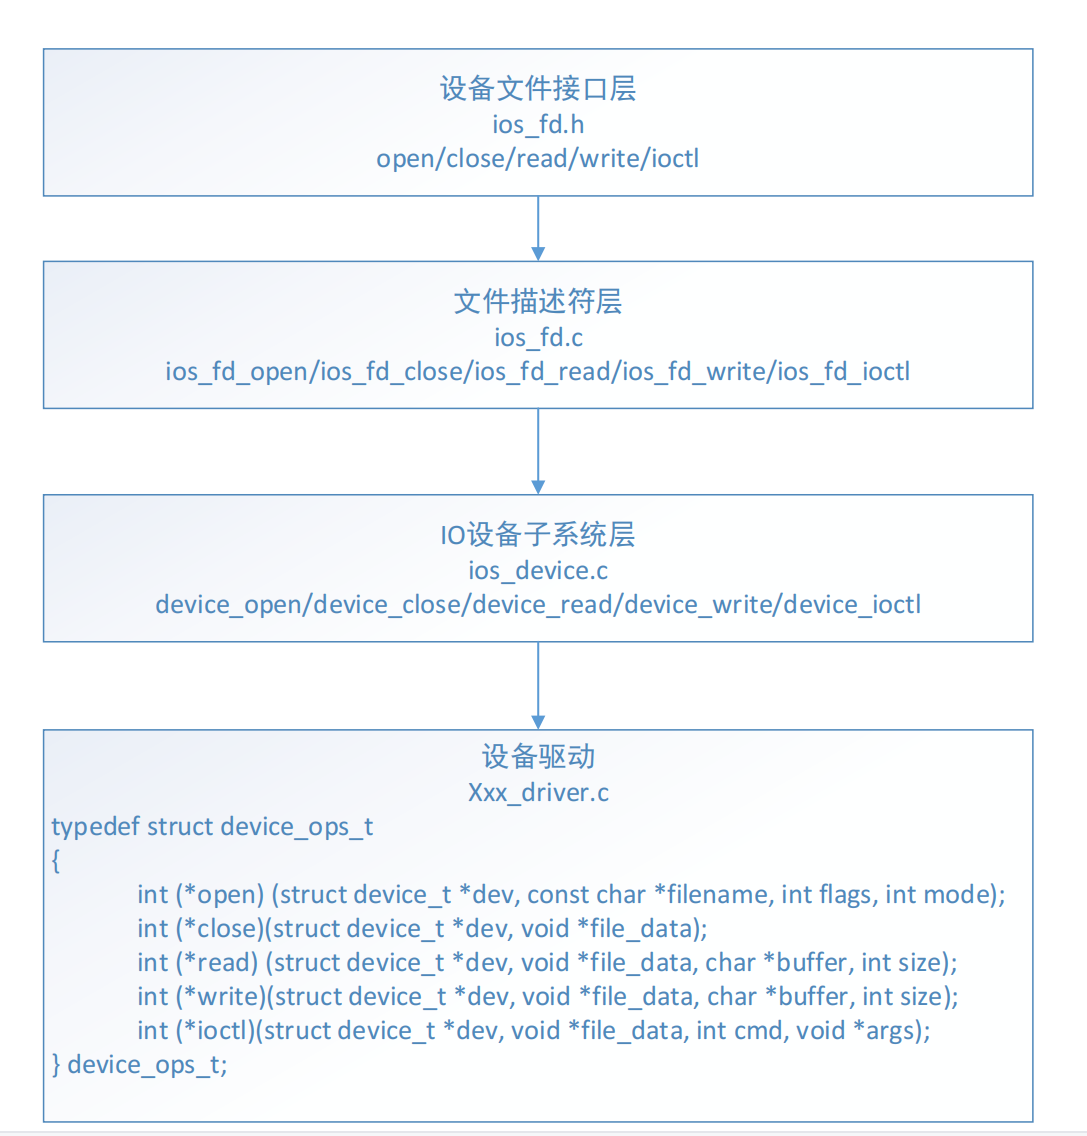 设备文件接口层
ios_fd.h
open/close/read/write/ioctl
文件描述符层
ios_fd.c
ios_fd_open/ios_fd_close/ios_fd_read/ios_fd_write/ios_fd_ioctl
IO设备子系统层
ios_device.c
device_open/device_close/device_read/device_write/device_ioctl
设备驱动
Xxx_driver.c
typedef struct device_ops_t
{
int (*open) (struct device_t *dev, const char *filename, int flags, int mode);
int (*close)(struct device_t *dev, void *file_data);
int (*read) (struct device_t *dev, void *file_data, char *buffer, int size);
int (*write)(struct device_t *dev, void *file_data, char *buffer, int size);
int (*ioctl)(struct device_t *dev, void *file_data, int cmd, void *args);
} device_ops_t;